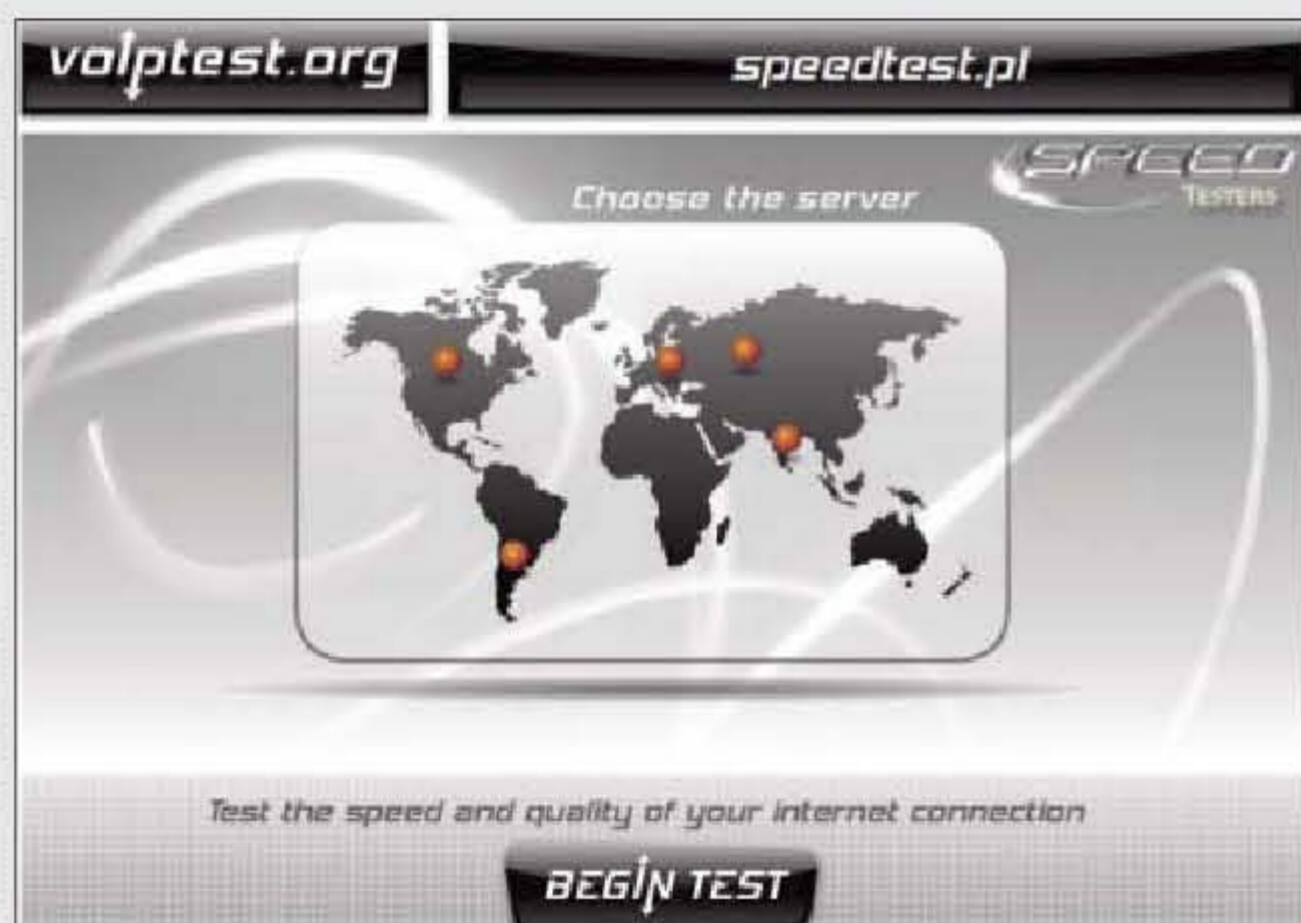 voiptest.org
speedtest.pl
SPEED
TESTERS
Choose the server
Test the speed and quality of your internet connection
BEGIN TEST